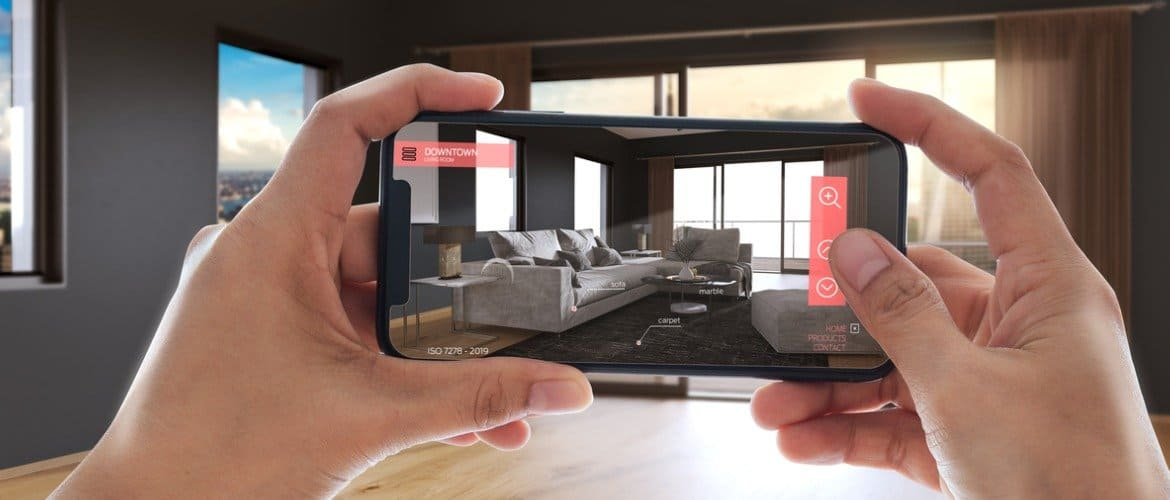 DOWNTOWN
LIVING ROOM
sofa
marble
carpet
HOME
PRODUCTS
CONTACT
ISO 7278 - 2019